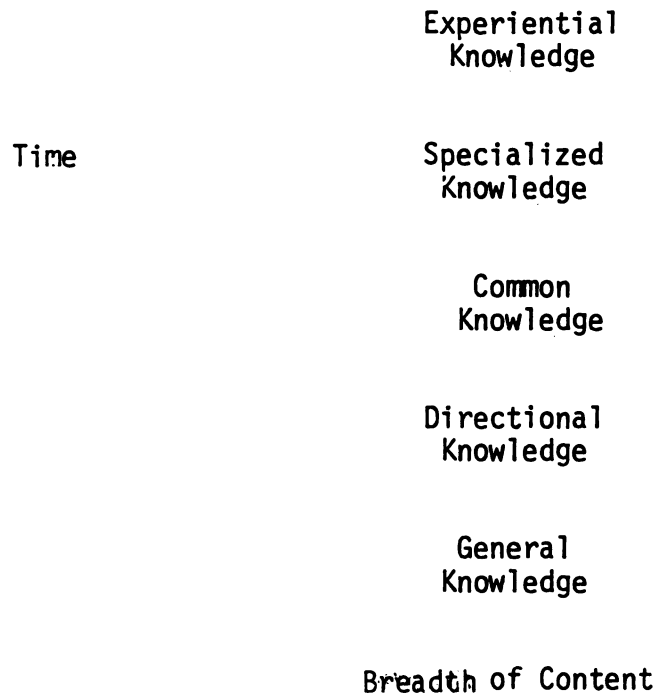 Experiential
Knowledge
Time
Specialized
Knowledge
Common
Knowledge
Directional
Knowledge
General
Knowledge
Breadth of Content